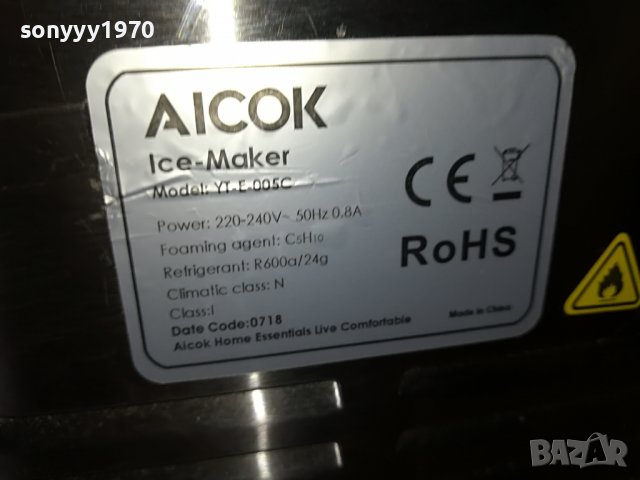 sonyyy1970
AICOK
Ice-Maker
Model: YT-E-005C
Power: 220-240V~ 50Hz 0.8A
Foaming agent: C5H10
Refrigerant: R600a/24g
Climatic class: N
Class:I
Date Code:0718
Aicok Home Essentials Live Comfortable
CE
RoHS
Made in China
BAZAR